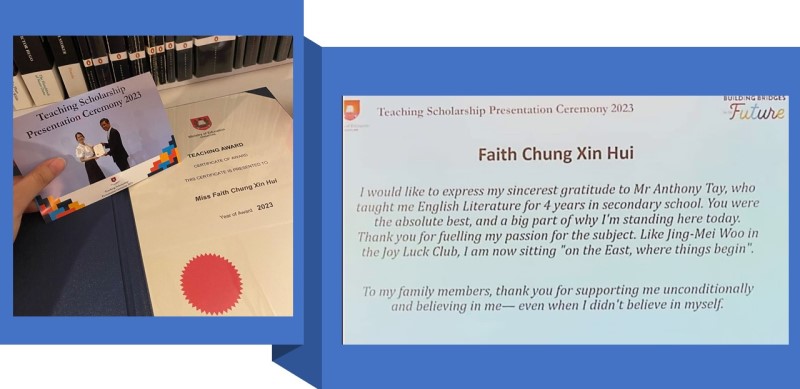 Teaching Scholarship
Presentation Ceremony 2023
Ministry of Education
TEACHING AWARD
CERTIFICATE OF AWARD
THIS CERTIFICATE IS PRESENTED TO
Miss Faith Chung Xin Hui
Year of Award 2023
Teaching Scholarship Presentation Ceremony 2023
BUILDING BRIDGES
Future
Faith Chung Xin Hui
I would like to express my sincerest gratitude to Mr Anthony Tay, who
taught me English Literature for 4 years in secondary school. You were
the absolute best, and a big part of why I'm standing here today.
Thank you for fuelling my passion for the subject. Like Jing-Mei Woo in
the Joy Luck Club, I am now sitting "on the East, where things begin".
To my family members, thank you for supporting me unconditionally
and believing in me— even when I didn't believe in myself.